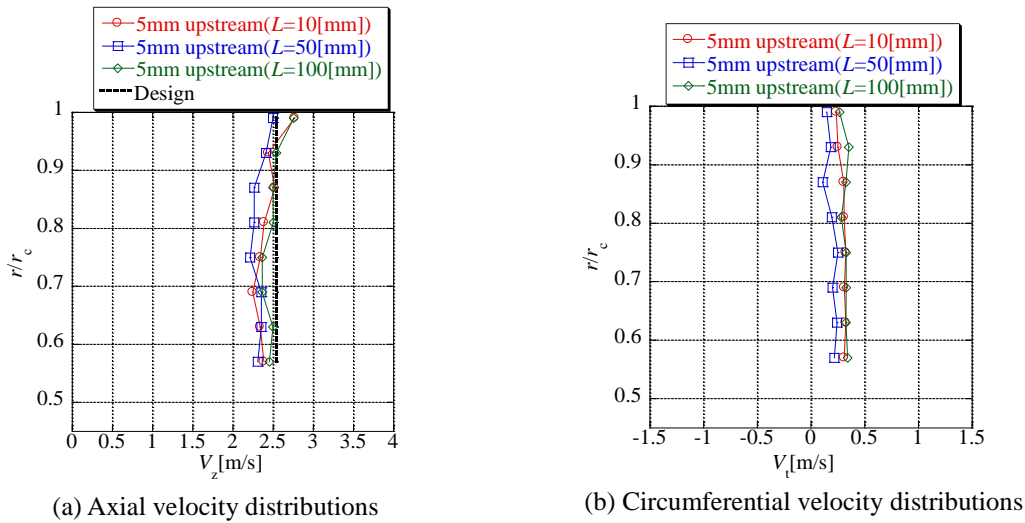 5mm upstream(L=10[mm])
5mm upstream(L=50[mm])
5mm upstream(L=100[mm])
Design
1
0.9
0.8
0.7
0.6
0.5
r/rc
0 0.5 1 1.5 2 2.5 3 3.5 4
Vz[m/s]
(a) Axial velocity distributions
5mm upstream(L=10[mm])
5mm upstream(L=50[mm])
5mm upstream(L=100[mm])
1
0.9
0.8
0.7
0.6
0.5
r/rc
-1.5 -1 -0.5 0 0.5 1 1.5
Vt[m/s]
(b) Circumferential velocity distributions